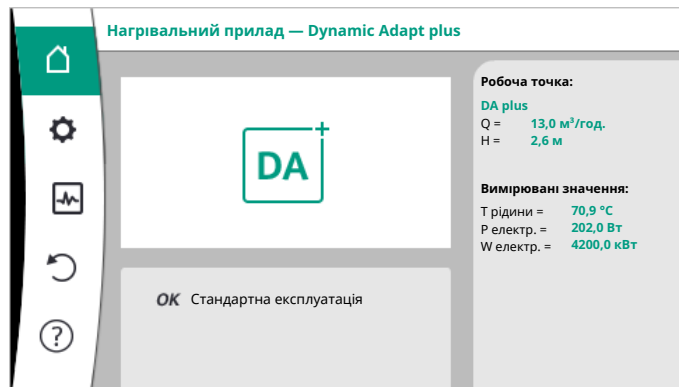 Нагрівальний прилад — Dynamic Adapt plus
DA
Робоча точка:
DA plus
Q = 13,0 м³/год.
H = 2,6 м
Вимірювані значення:
T рідини = 70,9 °C
P електр. = 202,0 Вт
W електр. = 4200,0 кВт
OK Стандартна експлуатація